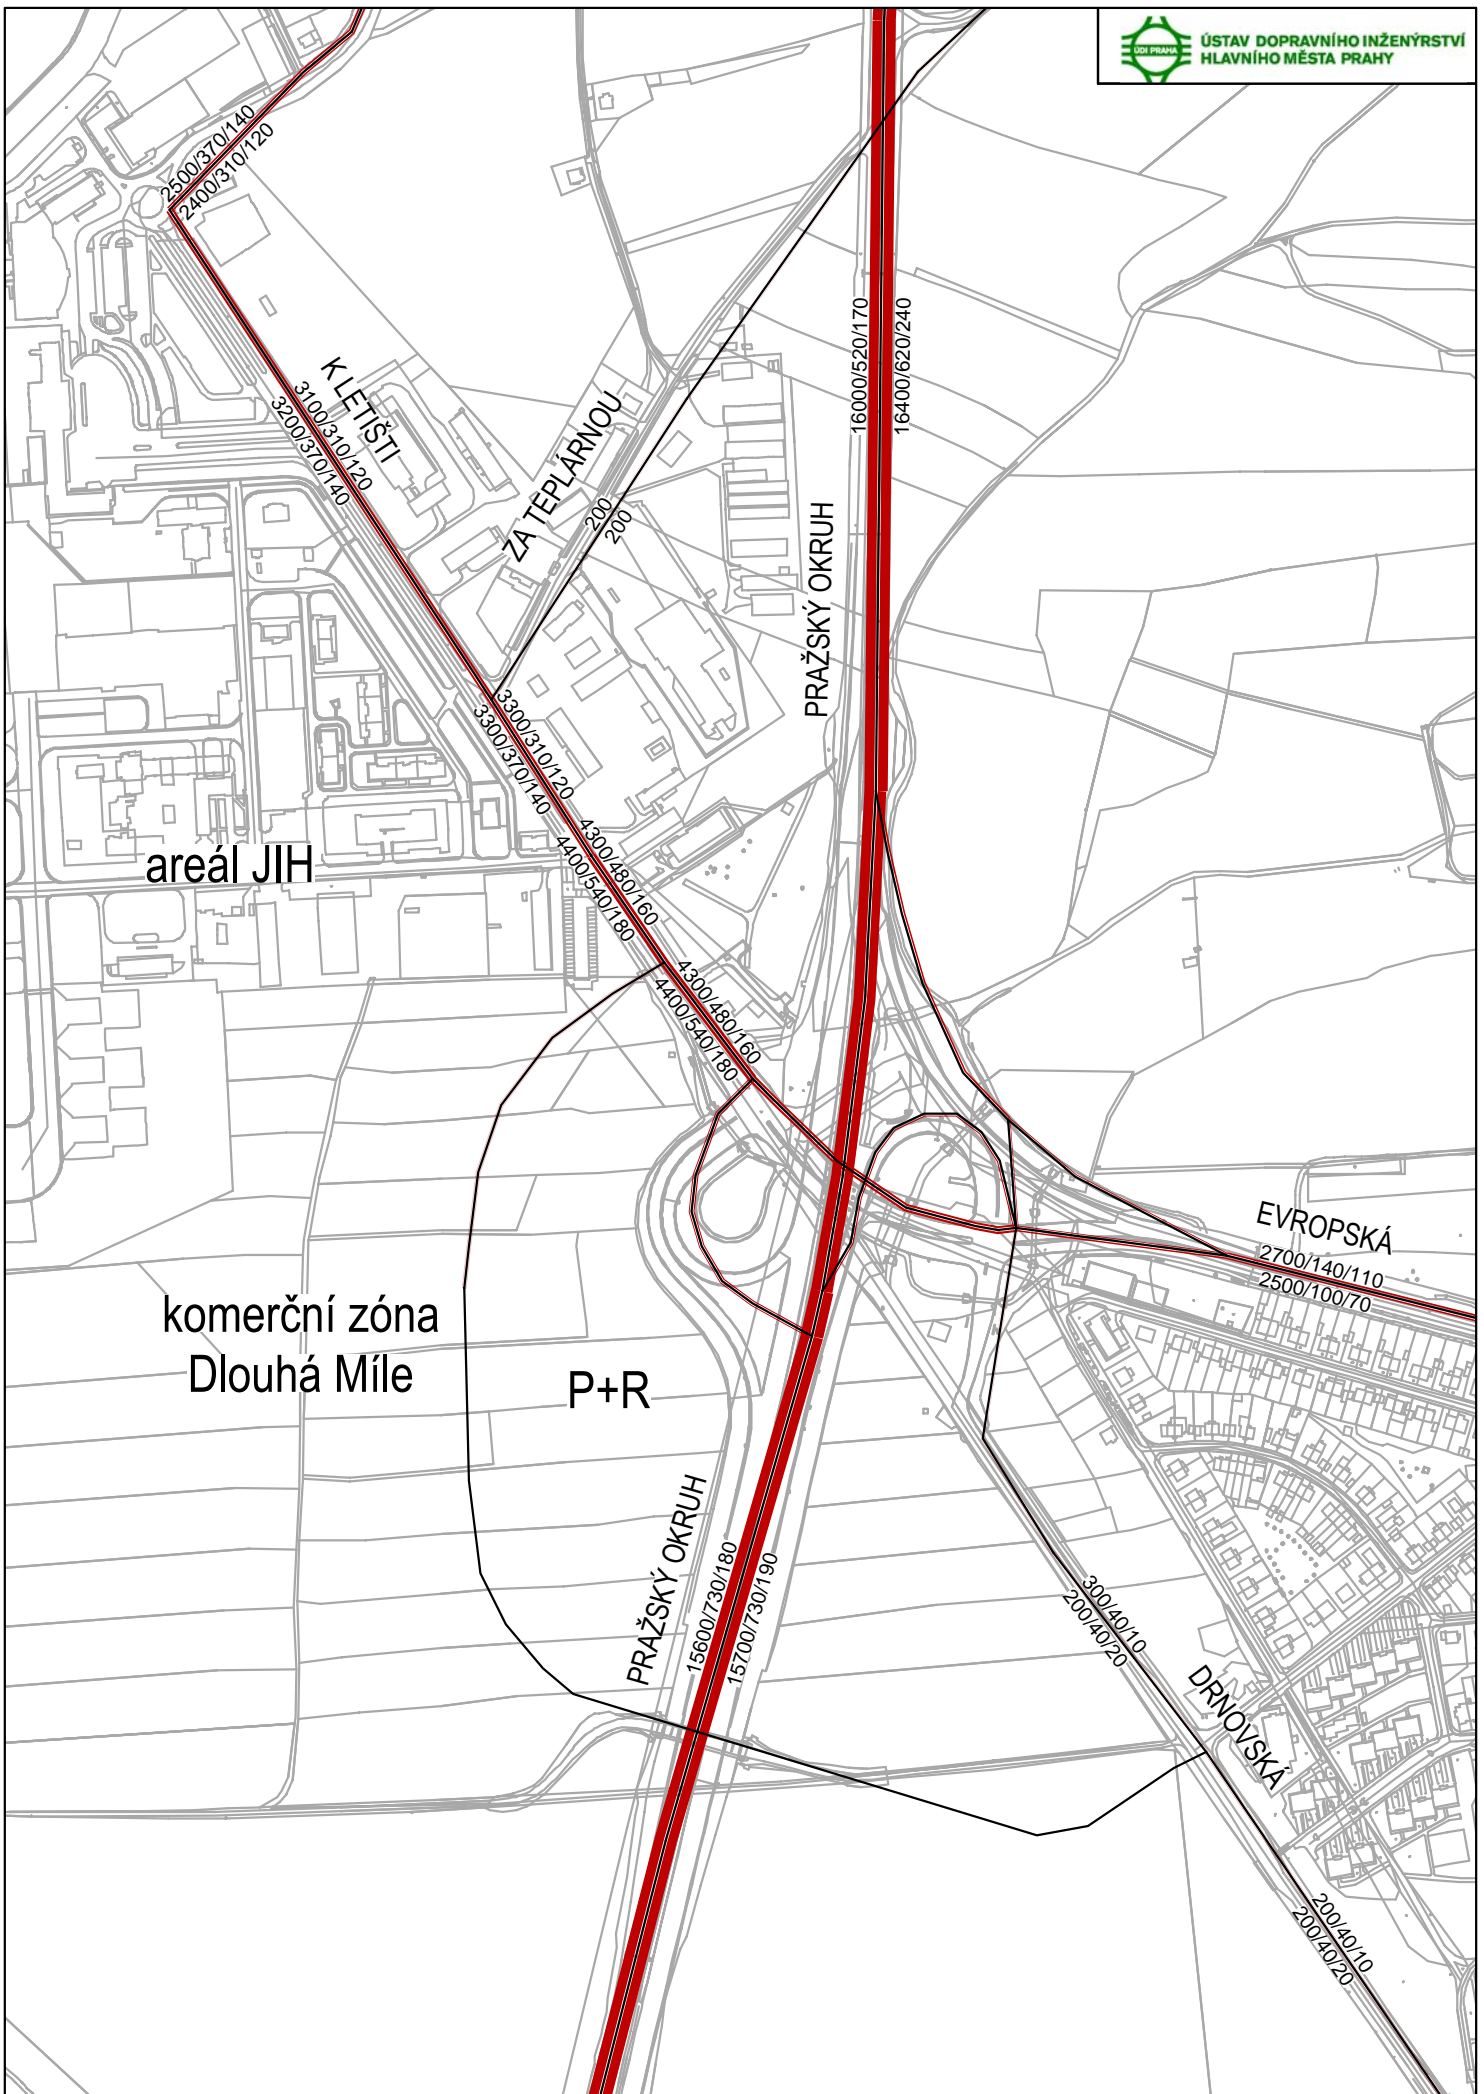 ÚDI PRAHA
ÚSTAV DOPRAVNÍHO INŽENÝRSTVÍ
HLAVNÍHO MĚSTA PRAHY
2500/370/140
2400/310/120
K LETIŠTI
3100/310/120
3200/370/140
ZA TEPLÁRNOU
200
200
16000/520/170
16400/620/240
PRAŽSKÝ OKRUH
3300/310/120
3300/370/140
4300/480/160
4400/540/180
areál JIH
4300/480/160
4400/540/180
EVROPSKÁ
2700/140/110
2500/100/70
komerční zóna
Dlouhá Míle
P+R
PRAŽSKÝ OKRUH
15600/730/180
15700/730/190
300/40/10
200/40/20
DRNOVSKÁ
200/40/10
200/40/20